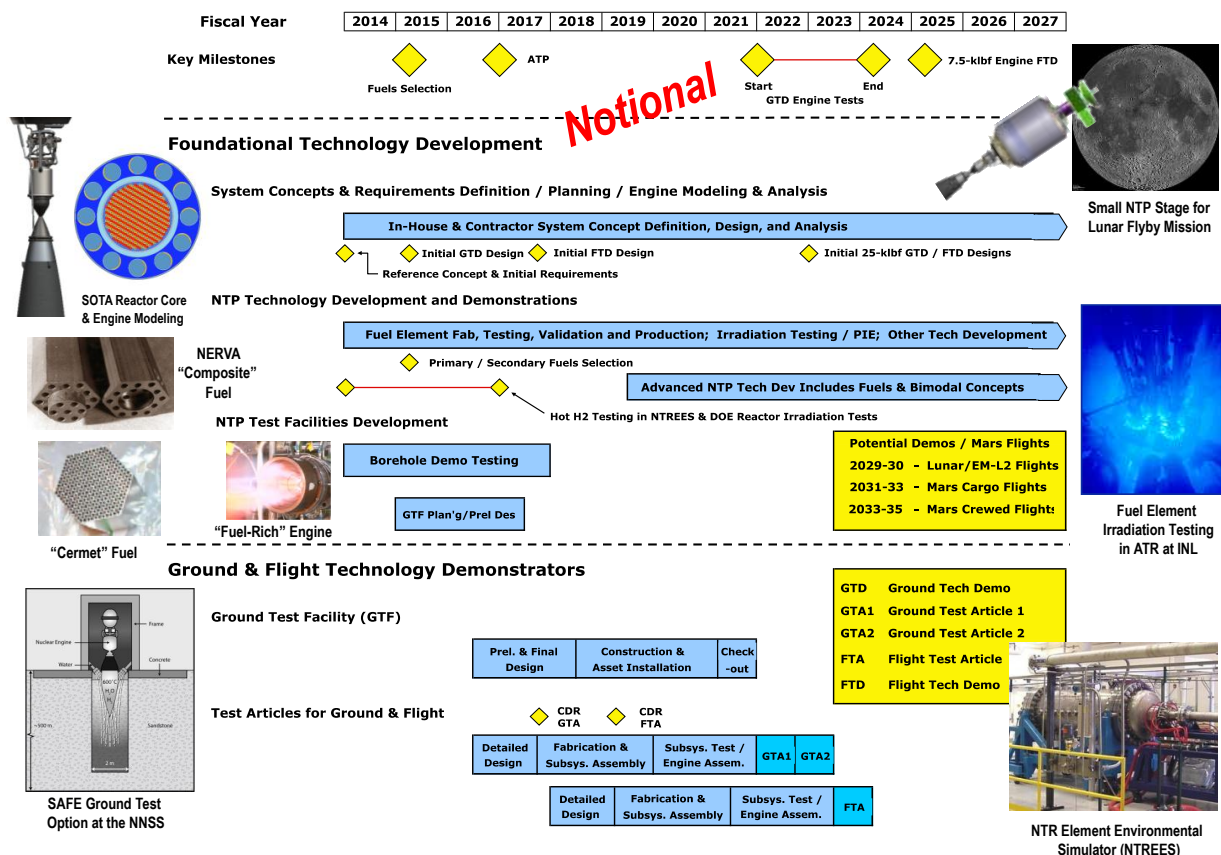 Fiscal Year
2014 2015 2016 2017 2018 2019 2020 2021 2022 2023 2024 2025 2026 2027
Key Milestones
ATP
7.5-klbf Engine FTD
Fuels Selection
Start
End
GTD Engine Tests
Notional
Foundational Technology Development
System Concepts & Requirements Definition / Planning / Engine Modeling & Analysis
In-House & Contractor System Concept Definition, Design, and Analysis
Initial GTD Design
Initial FTD Design
Initial 25-klbf GTD / FTD Designs
Reference Concept & Initial Requirements
SOTA Reactor Core
& Engine Modeling
Small NTP Stage for
Lunar Flyby Mission
NTP Technology Development and Demonstrations
Fuel Element Fab, Testing, Validation and Production; Irradiation Testing / PIE; Other Tech Development
Primary / Secondary Fuels Selection
Advanced NTP Tech Dev Includes Fuels & Bimodal Concepts
Hot H2 Testing in NTREES & DOE Reactor Irradiation Tests
NERVA
“Composite”
Fuel
NTP Test Facilities Development
Borehole Demo Testing
GTF Plan'g/Prel Des
“Fuel-Rich” Engine
“Cermet” Fuel
Potential Demos / Mars Flights
2029-30 - Lunar/EM-L2 Flights
2031-33 - Mars Cargo Flights
2033-35 - Mars Crewed Flights
Fuel Element
Irradiation Testing
in ATR at INL
Ground & Flight Technology Demonstrators
Ground Test Facility (GTF)
Prel. & Final
Design
Construction &
Asset Installation
Check
-out
GTD Ground Tech Demo
GTA1 Ground Test Article 1
GTA2 Ground Test Article 2
FTA Flight Test Article
FTD Flight Tech Demo
Test Articles for Ground & Flight
CDR
GTA
CDR
FTA
Detailed
Design
Fabrication &
Subsys. Assembly
Subsys. Test /
Engine Assem.
GTA1
GTA2
Detailed
Design
Fabrication &
Subsys. Assembly
Subsys. Test /
Engine Assem.
FTA
Frame
Nuclear Engine
Water
Concrete
600°C
H₂O
H₂
~500 m
Sandstone
2 m
SAFE Ground Test
Option at the NNSS
NTR Element Environmental
Simulator (NTREES)